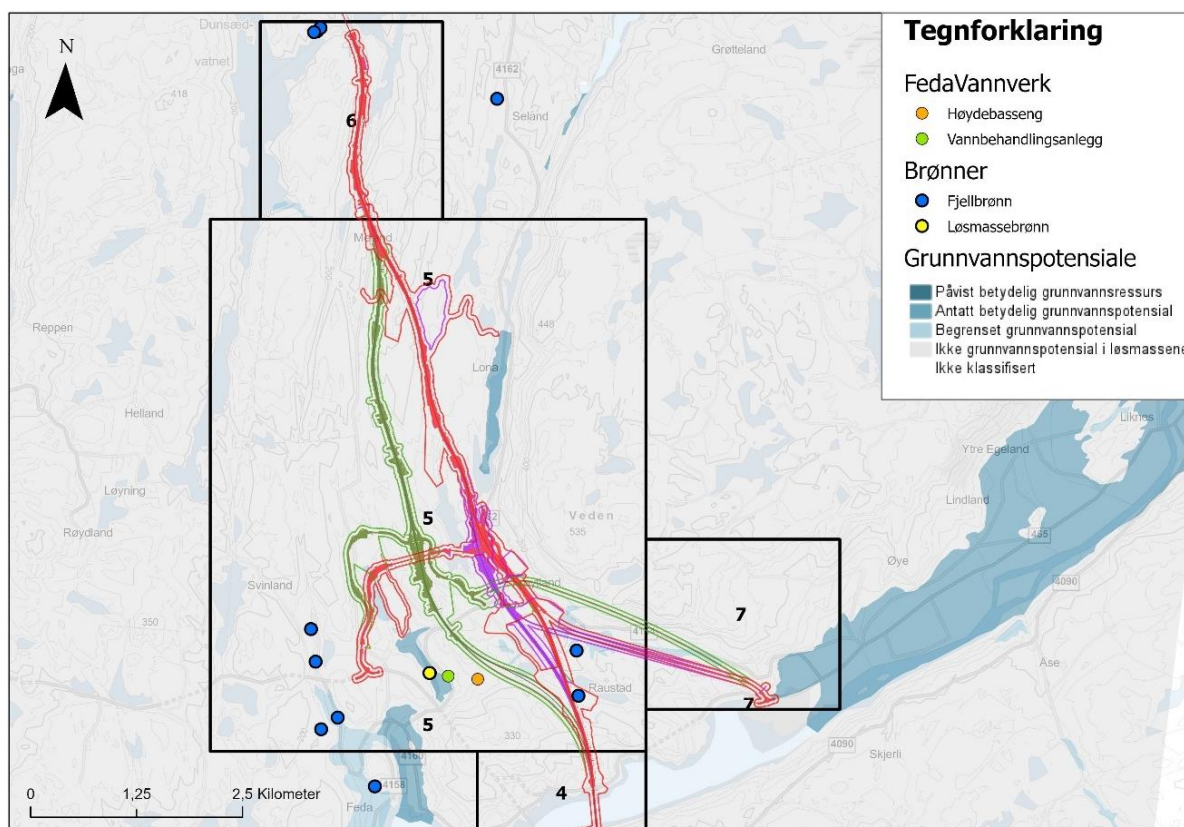 Dunsæd-
vatnet
N
418
4162
Seland
Grøtteland
6
5
Reppen
448
Lona
Helland
Løyning
Røydland
5
Veden
535
Svinland
350
7
Raustad
7
5
330
4160
4158
Feda
4
Liknes
Ytre Egeland
Lindland
465
Øye
4090
Åse
4090
Skjerli
0 1,25 2,5 Kilometer
Tegnforklaring
FedaVannverk
Høydebasseng
Vannbehandlingsanlegg
Brønner
Fjellbrønn
Løsmassebrønn
Grunnvannspotensiale
Påvist betydelig grunnvannsressurs
Antatt betydelig grunnvannspotensial
Begrenset grunnvannspotensial
Ikke grunnvannspotensial i løsmassene
Ikke klassifisert